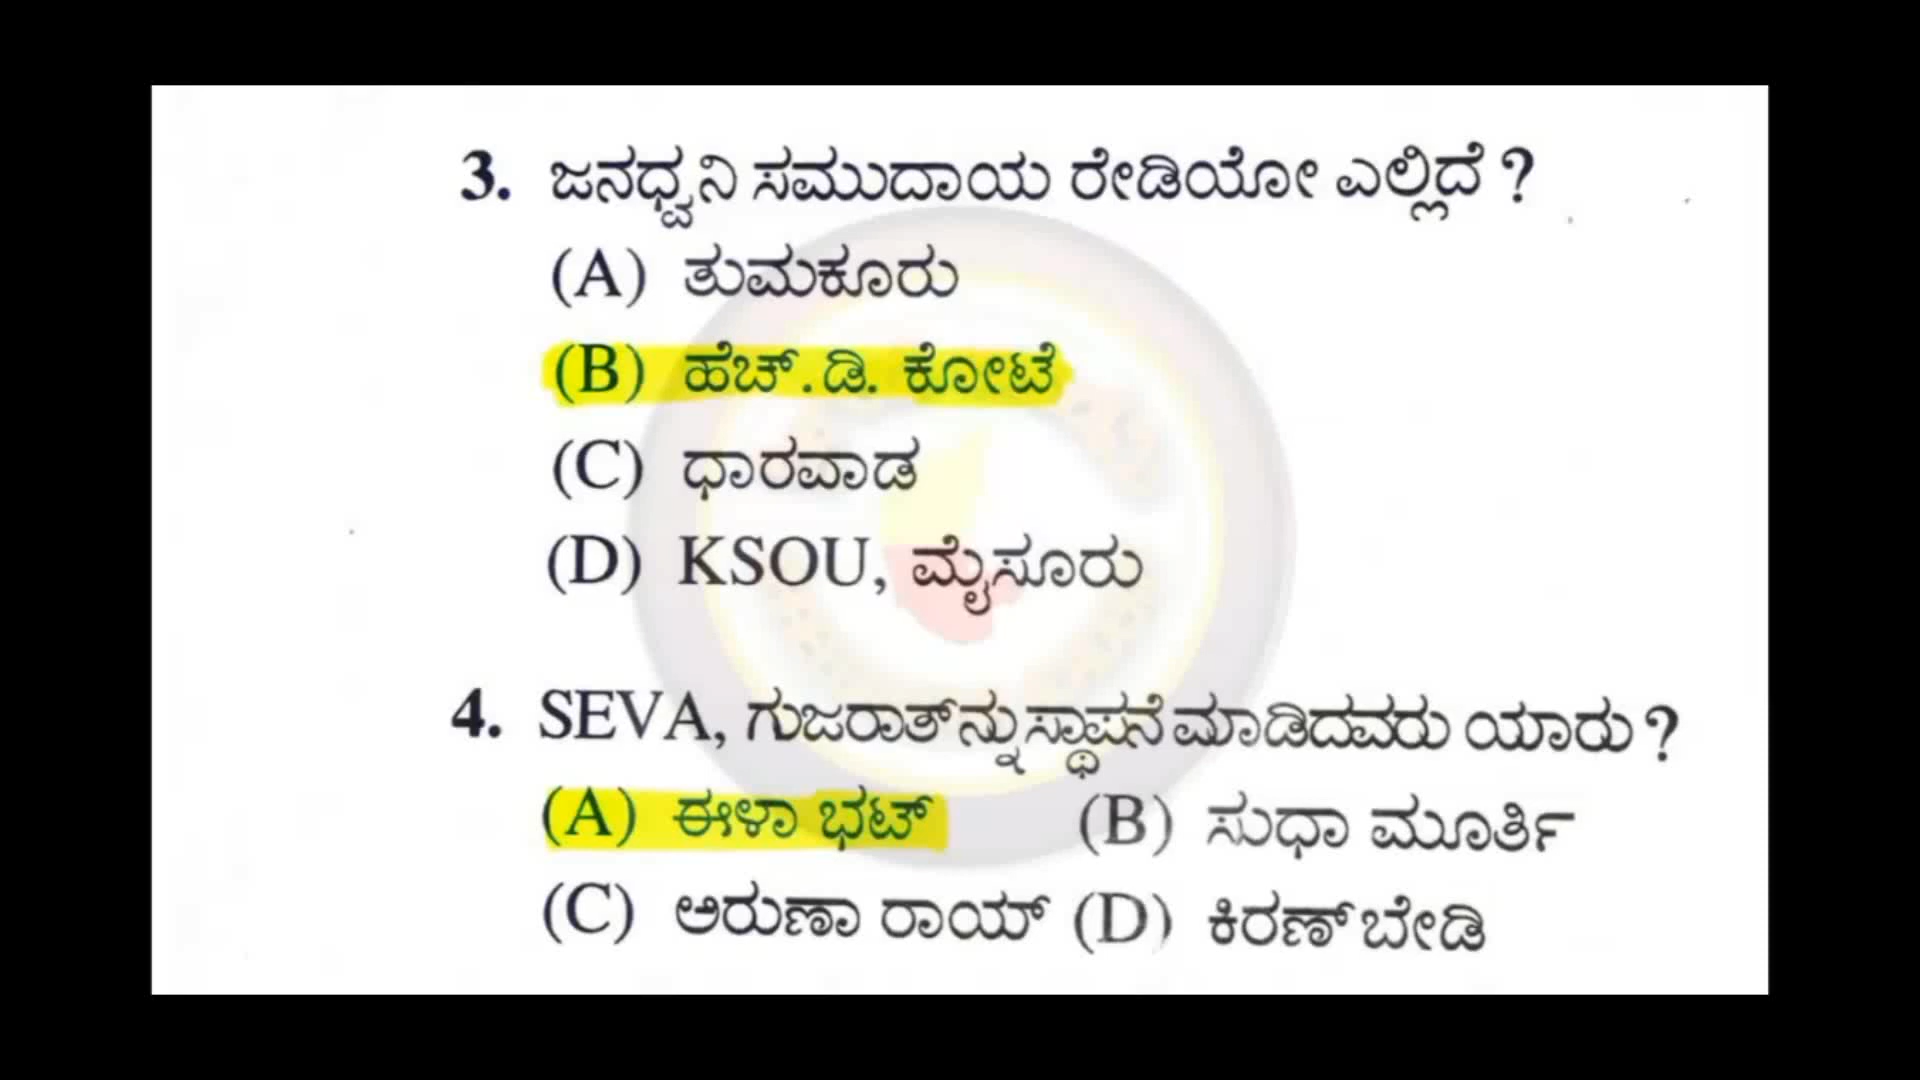 3. ಜನಧ್ವನಿ ಸಮುದಾಯ ರೇಡಿಯೋ ಎಲ್ಲಿದೆ ?
(A) ತುಮಕೂರು
(B) ಹೆಚ್.ಡಿ. ಕೋಟೆ
(C) ಧಾರವಾಡ
(D) KSOU, ಮೈಸೂರು
4. SEVA, ಗುಜರಾತ್‌ನ್ನು ಸ್ಥಾಪನೆ ಮಾಡಿದವರು ಯಾರು ?
(A) ಈಳಾ ಭಟ್ (B) ಸುಧಾ ಮೂರ್ತಿ
(C) ಅರುಣಾ ರಾಯ್ (D) ಕಿರಣ್ ಬೇಡಿ